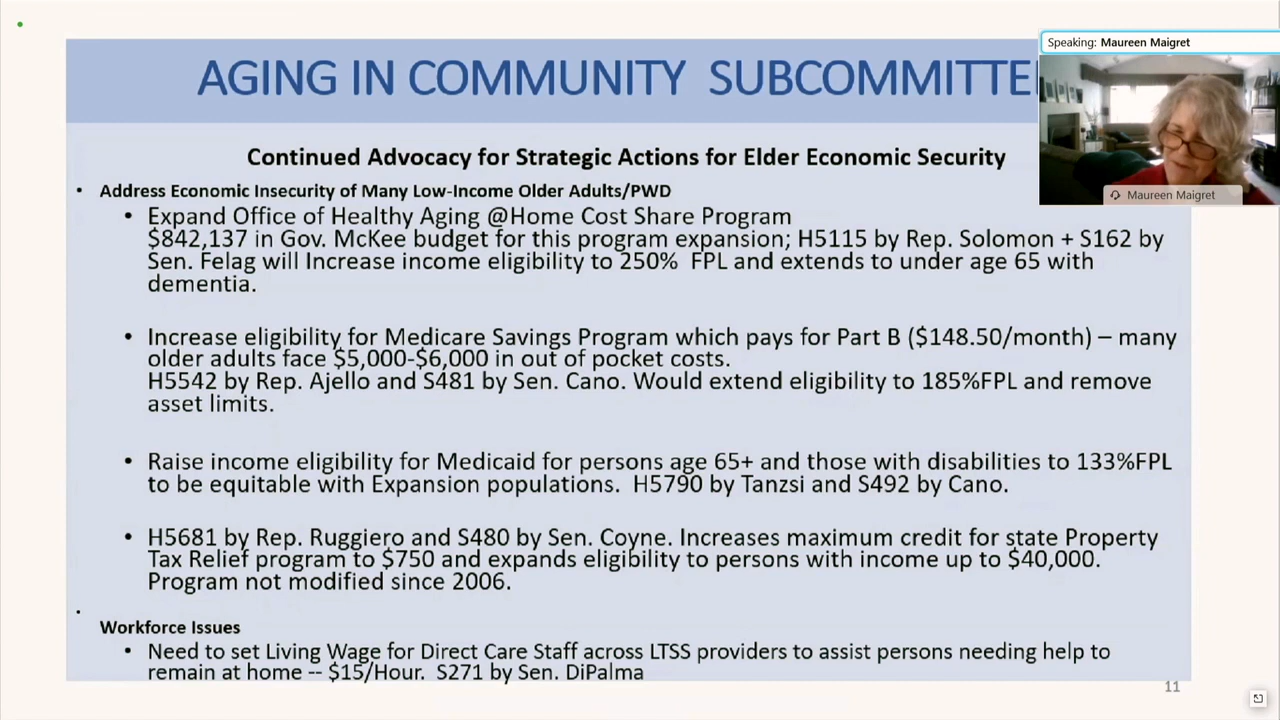 AGING IN COMMUNITY SUBCOMMITTE
Speaking: Maureen Maigret
Maureen Maigret
Continued Advocacy for Strategic Actions for Elder Economic Security
• Address Economic Insecurity of Many Low-Income Older Adults/PWD
• Expand Office of Healthy Aging @Home Cost Share Program
$842,137 in Gov. McKee budget for this program expansion; H5115 by Rep. Solomon + S162 by
Sen. Felag will Increase income eligibility to 250% FPL and extends to under age 65 with
dementia.
• Increase eligibility for Medicare Savings Program which pays for Part B ($148.50/month) – many
older adults face $5,000-$6,000 in out of pocket costs.
H5542 by Rep. Ajello and S481 by Sen. Cano. Would extend eligibility to 185%FPL and remove
asset limits.
• Raise income eligibility for Medicaid for persons age 65+ and those with disabilities to 133%FPL
to be equitable with Expansion populations. H5790 by Tanzsi and S492 by Cano.
• H5681 by Rep. Ruggiero and S480 by Sen. Coyne. Increases maximum credit for state Property
Tax Relief program to $750 and expands eligibility to persons with income up to $40,000.
Program not modified since 2006.
•
Workforce Issues
• Need to set Living Wage for Direct Care Staff across LTSS providers to assist persons needing help to
remain at home -- $15/Hour. S271 by Sen. DiPalma
11